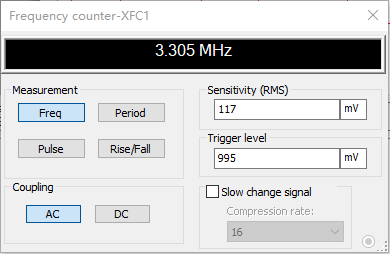 Frequency counter-XFC1
3.305 MHz
Measurement
Freq
Period
Pulse
Rise/Fall
Coupling
AC
DC
Sensitivity (RMS)
117
mV
Trigger level
995
mV
Slow change signal
Compression rate:
16